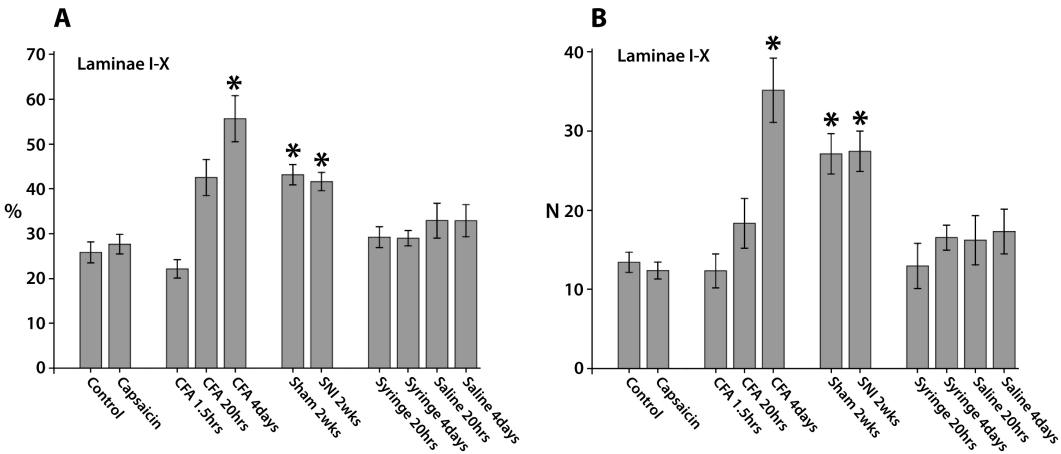 A
Laminae I-X
%
70
60
50
40
30
20
10
0
*
*
*
Control
Capsaicin
CFA 1.5hrs
CFA 20hrs
CFA 4days
Sham 2wks
SNI 2wks
Syringe 20hrs
Syringe 4days
Saline 20hrs
Saline 4days
B
Laminae I-X
N
40
30
20
10
0
*
*
*
Control
Capsaicin
CFA 1.5hrs
CFA 20hrs
CFA 4days
Sham 2wks
SNI 2wks
Syringe 20hrs
Syringe 4days
Saline 20hrs
Saline 4days